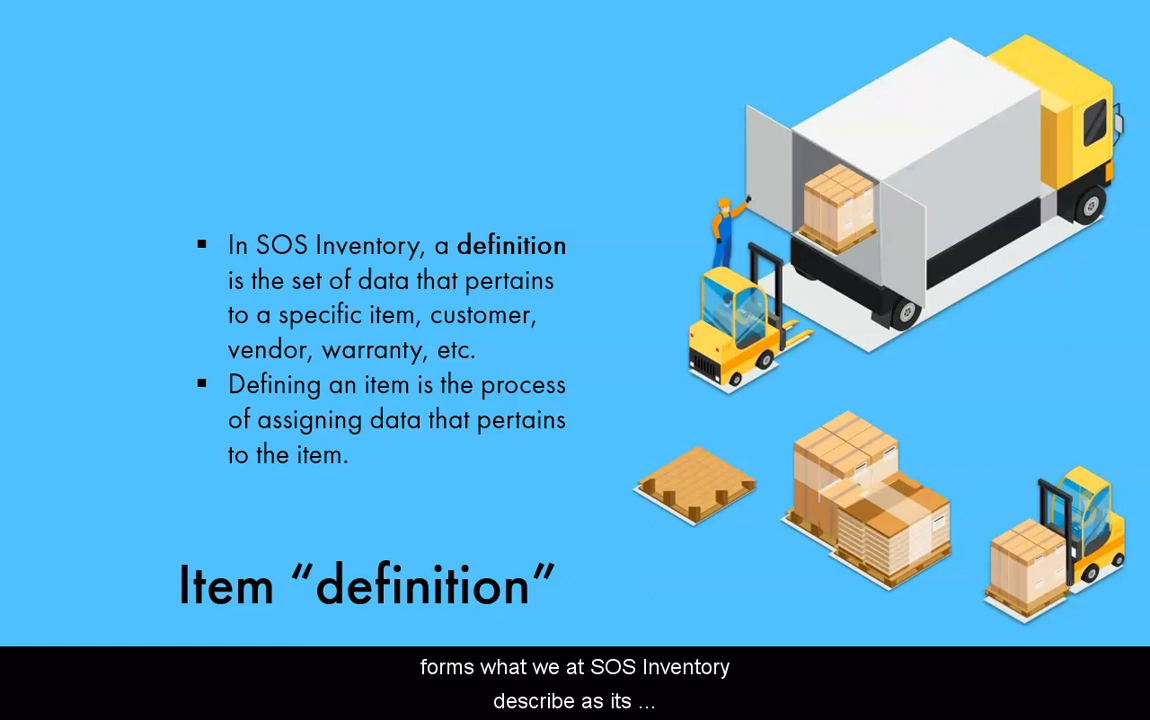 ▪ In SOS Inventory, a definition
is the set of data that pertains
to a specific item, customer,
vendor, warranty, etc.
▪ Defining an item is the process
of assigning data that pertains
to the item.
Item “definition”
forms what we at SOS Inventory
describe as its ...